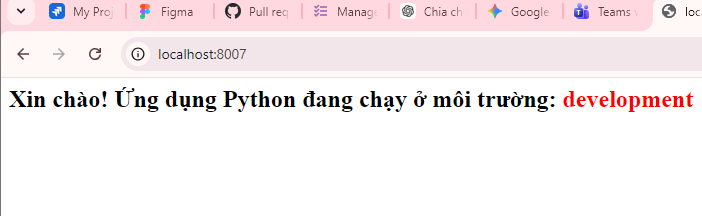 My Proj
Figma
Pull req
Manage
Chia ch
Google
Teams v
loc
localhost:8007
Xin chào! Ứng dụng Python đang chạy ở môi trường: development